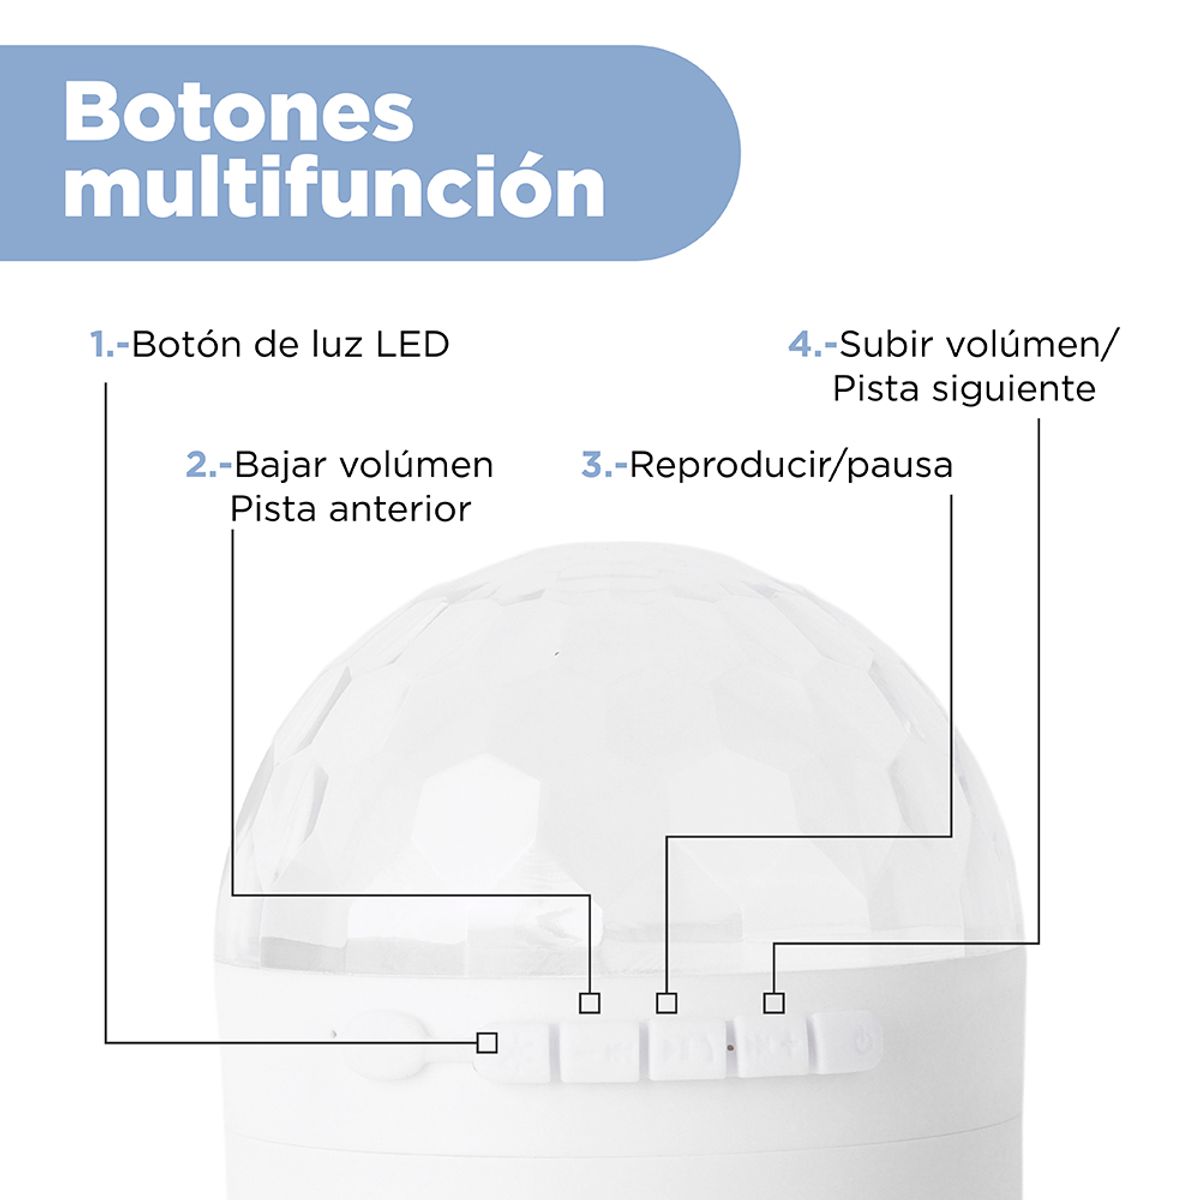 Botones
multifunción
1.-Botón de luz LED
4.-Subir volúmen/
Pista siguiente
2.-Bajar volúmen
Pista anterior
3.-Reproducir/pausa